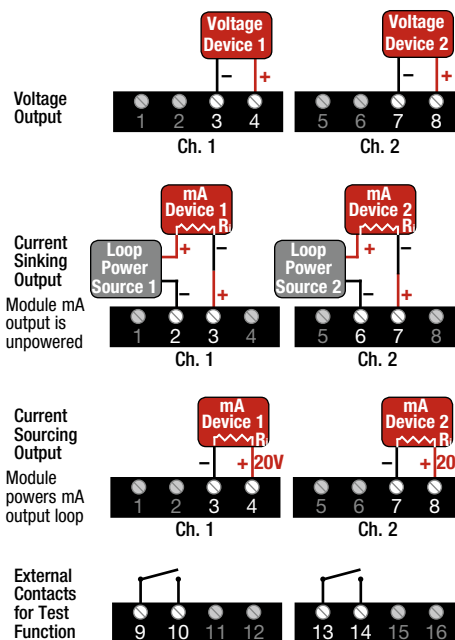 Voltage
Device 1
Voltage
Device 2
– +
– +
Voltage
Output
1 2 3 4
5 6 7 8
Ch. 1
Ch. 2
mA
Device 1
Ri
mA
Device 2
Ri
Current
Sinking
Output
Loop
Power
Source 1
+ –
– +
Loop
Power
Source 2
+ –
– +
Module mA
output is
unpowered
1 2 3 4
5 6 7 8
Ch. 1
Ch. 2
Current
Sourcing
Output
mA
Device 1
Ri
mA
Device 2
Ri
– + 20V
– + 20
Module
powers mA
output loop
1 2 3 4
5 6 7 8
Ch. 1
Ch. 2
External
Contacts
for Test
Function
9 10 11 12
13 14 15 16